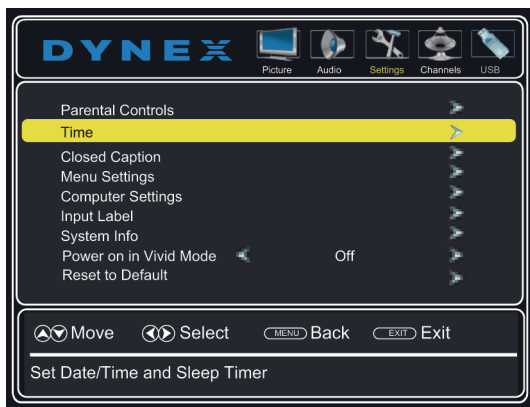 DYNEX
Picture Audio Settings Channels USB
Parental Controls
Time
Closed Caption
Menu Settings
Computer Settings
Input Label
System Info
Power on in Vivid Mode Off
Reset to Default
Move Select MENU Back EXIT Exit
Set Date/Time and Sleep Timer